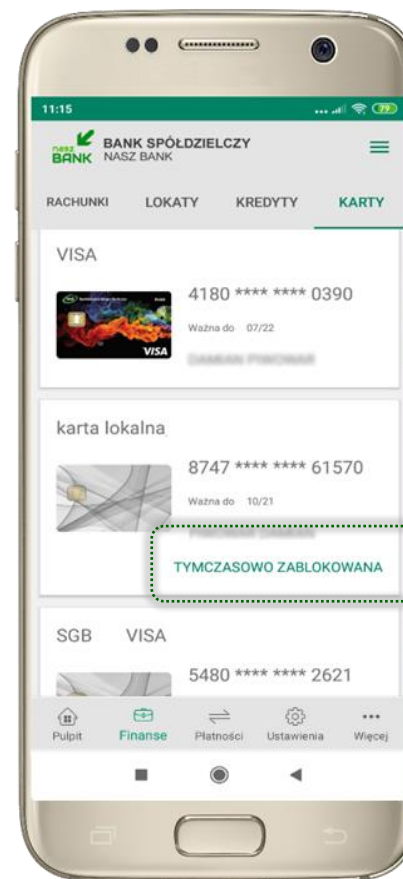 11:15
79
nasz BANK
BANK SPÓŁDZIELCZY
NASZ BANK
RACHUNKI LOKATY KREDYTY KARTY
VISA
4180 **** **** 0390
Ważna do 07/22
VISA
karta lokalna
8747 **** **** 61570
Ważna do 10/21
TYMCZASOWO ZABLOKOWANA
SGB VISA
5480 **** **** 2621
Pulpit Finanse Płatności Ustawienia Więcej